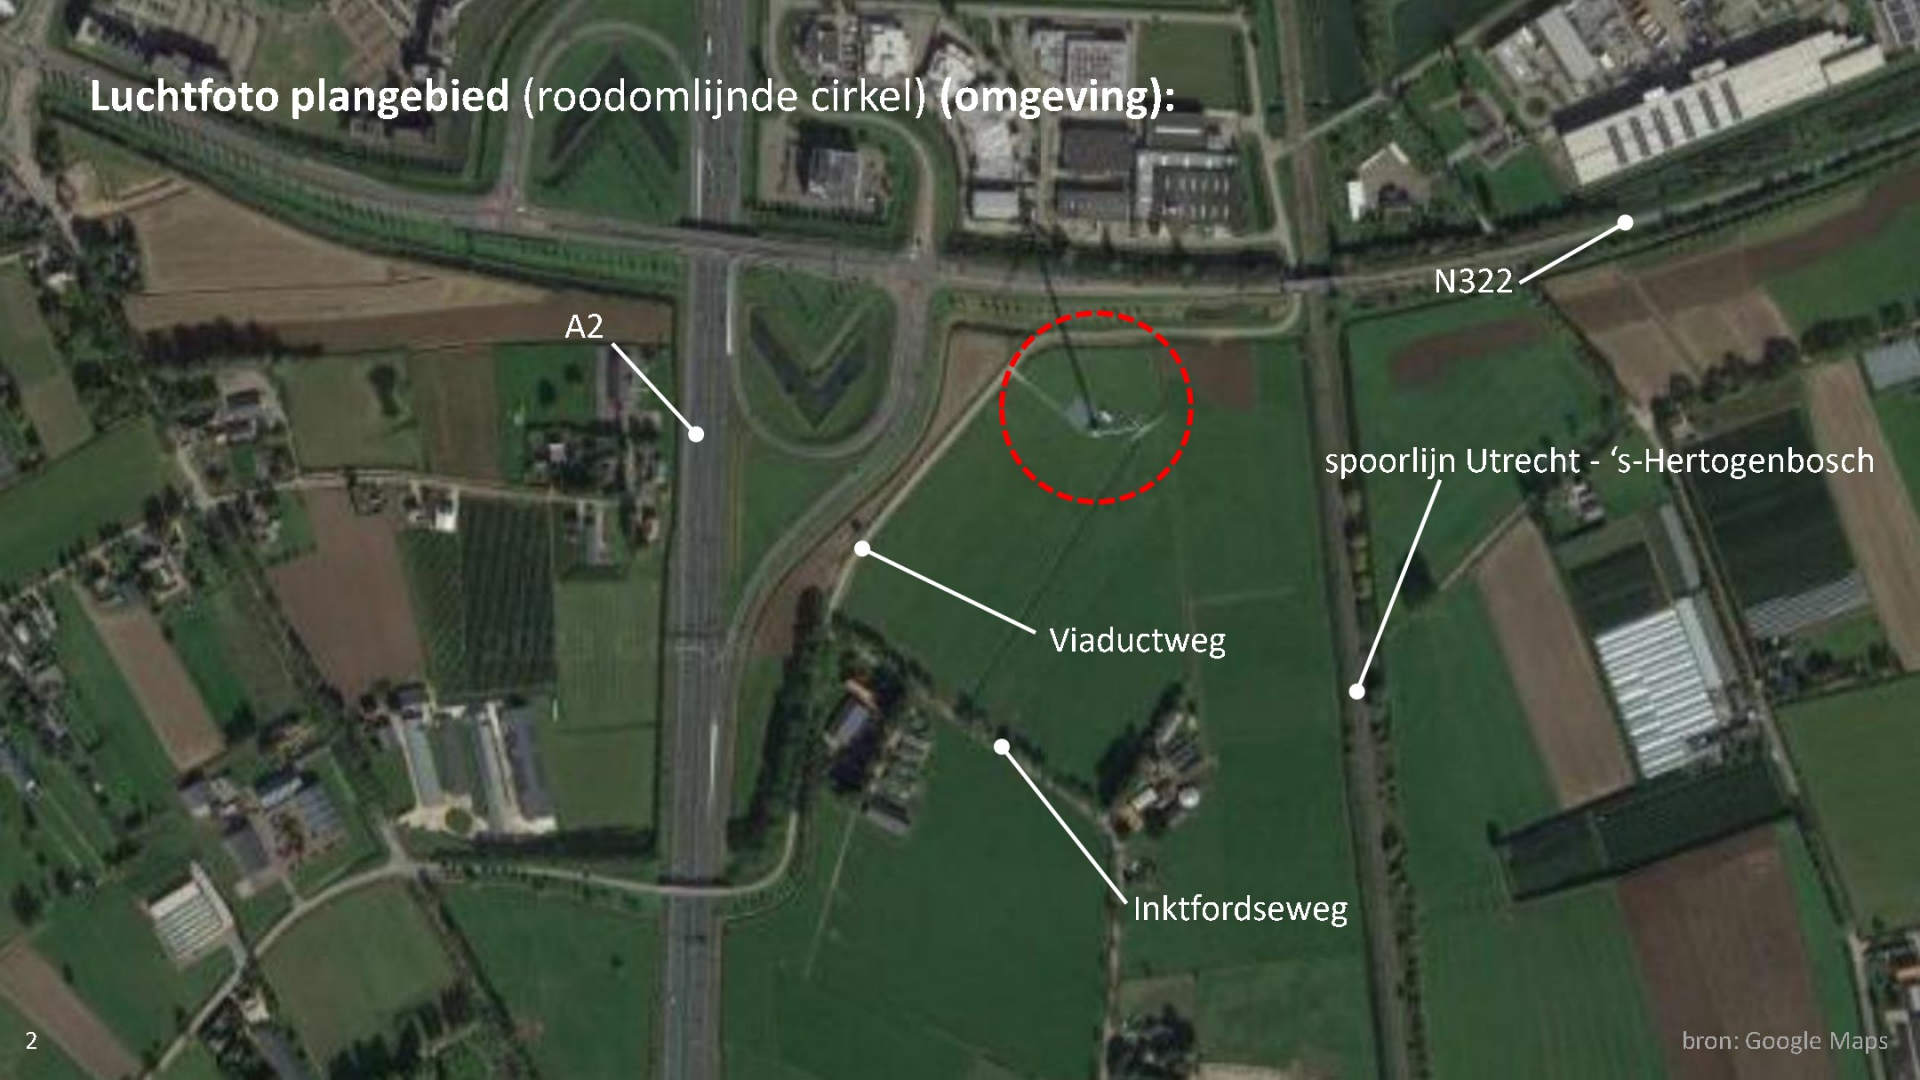 Luchtfoto plangebied (roodomlijnde cirkel) (omgeving):
N322
A2
spoorlijn Utrecht - ‘s-Hertogenbosch
Viaductweg
Inktfordseweg
2
bron: Google Maps